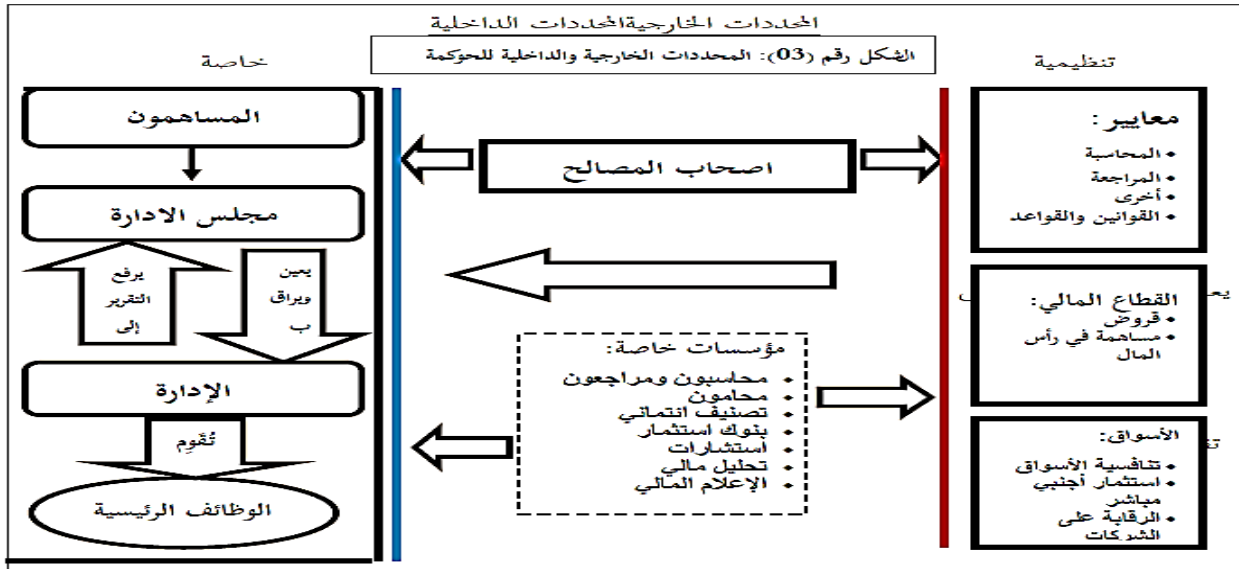 المحددات الخارجيةالمحددات الداخلية
الشكل رقم (03): المحددات الخارجية والداخلية للحوكمة
تنظيمية
خاصة
معايير :
• المحاسبة
• المراجعة
• أخرى
• القوانين والقواعد
القطاع المالي:
• قروض
• مساهمة في رأس
المال
الأسواق:
• تنافسية الأسواق
• استثمار أجنبي
مباشر
• الرقابة على
الشركات
اصحاب المصالح
مؤسسات خاصة:
• محاسبون ومراجعون
• محامون
• تصنيف ائتماني
• بنوك استثمار
• استشارات
• تحليل مالي
• الإعلام المالي
المساهمون
مجلس الادارة
يرفع
التقرير
إلى
يعين
ويراق
ب
الإدارة
تُقَوِم
الوظائف الرئيسية